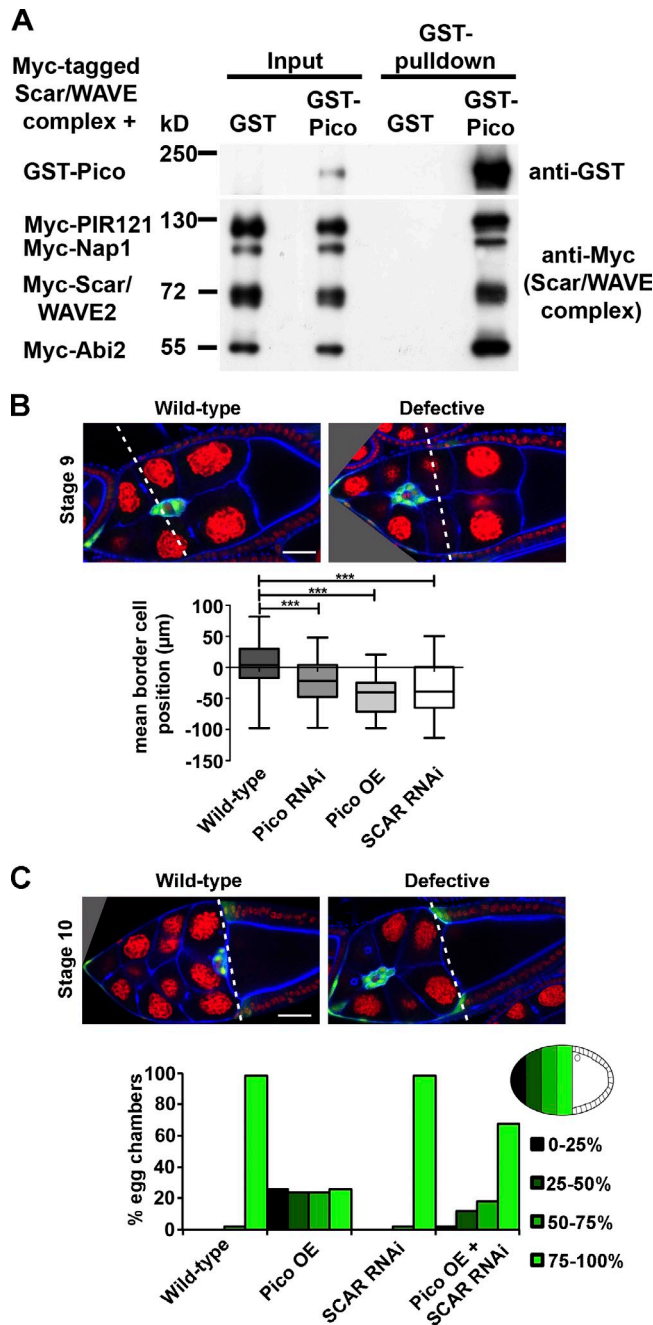 A
Myc-tagged
Scar/WAVE
complex +
kD
Input
GST-
pulldown
GST
GST-
Pico
GST
GST-
Pico
250
GST-Pico
anti-GST
Myc-PIR121
130
Myc-Nap1
anti-Myc
(Scar/WAVE
complex)
Myc-Scar/
WAVE2
72
Myc-Abi2
55
B
Wild-type
Defective
Stage 9
***
***
***
mean border cell
position (µm)
100
50
0
-50
-100
-150
Wild-type
Pico RNAi
Pico OE
SCAR RNAi
C
Wild-type
Defective
Stage 10
% egg chambers
100
80
60
40
20
0
Wild-type
Pico OE
SCAR RNAi
Pico OE +
SCAR RNAi
0-25%
25-50%
50-75%
75-100%